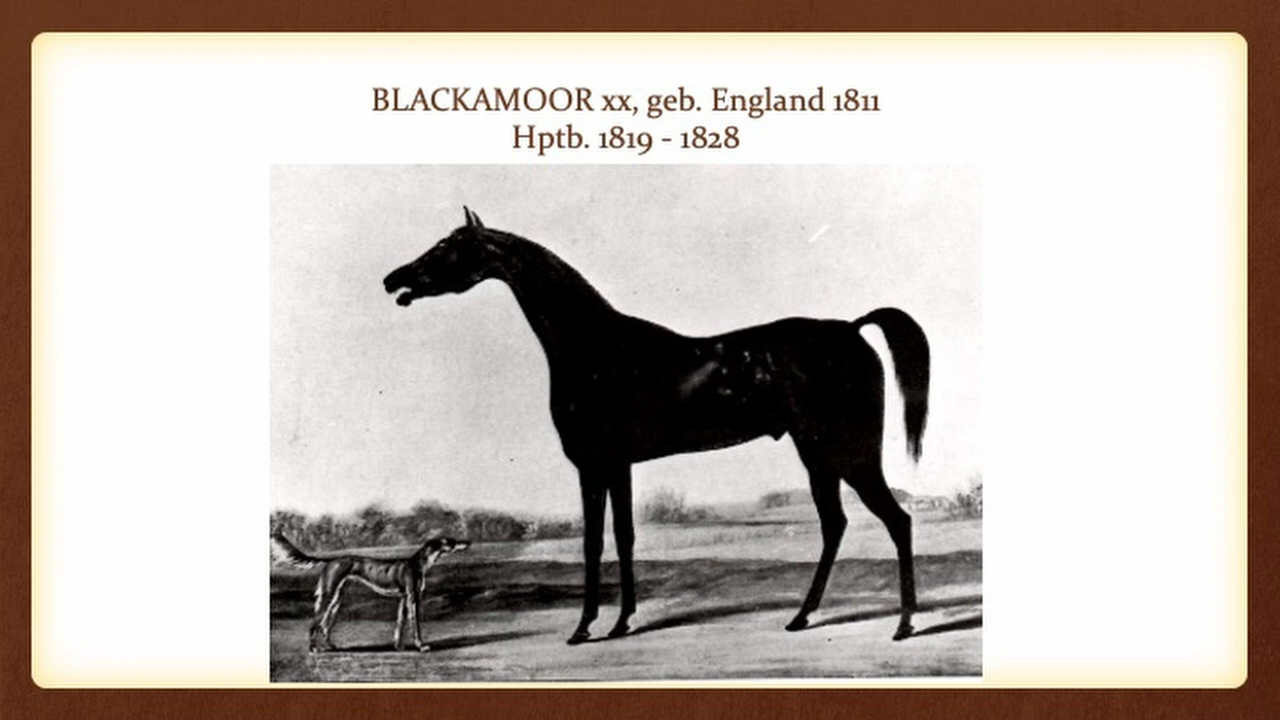 BLACKAMOOR xx, geb. England 1811
Hptb. 1819 - 1828